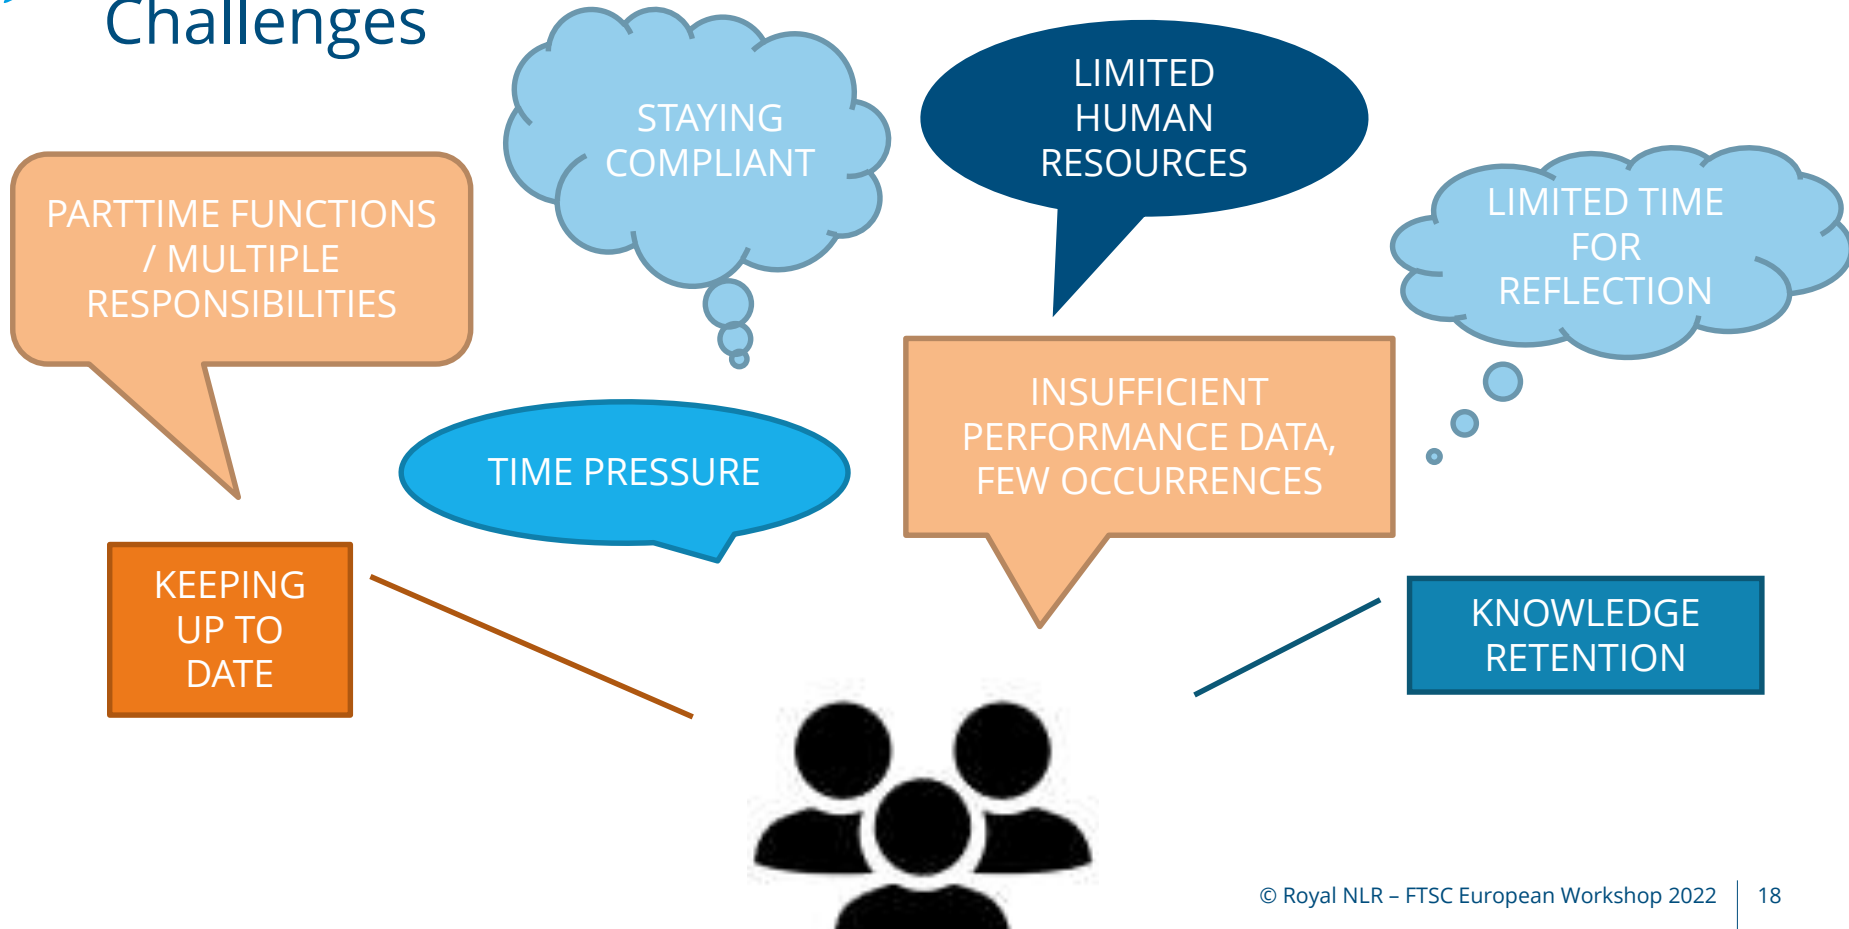 Challenges
STAYING
COMPLIANT
LIMITED
HUMAN
RESOURCES
PARTTIME FUNCTIONS
/ MULTIPLE
RESPONSIBILITIES
LIMITED TIME
FOR
REFLECTION
TIME PRESSURE
INSUFFICIENT
PERFORMANCE DATA,
FEW OCCURRENCES
KEEPING
UP TO
DATE
KNOWLEDGE
RETENTION
© Royal NLR – FTSC European Workshop 2022
18